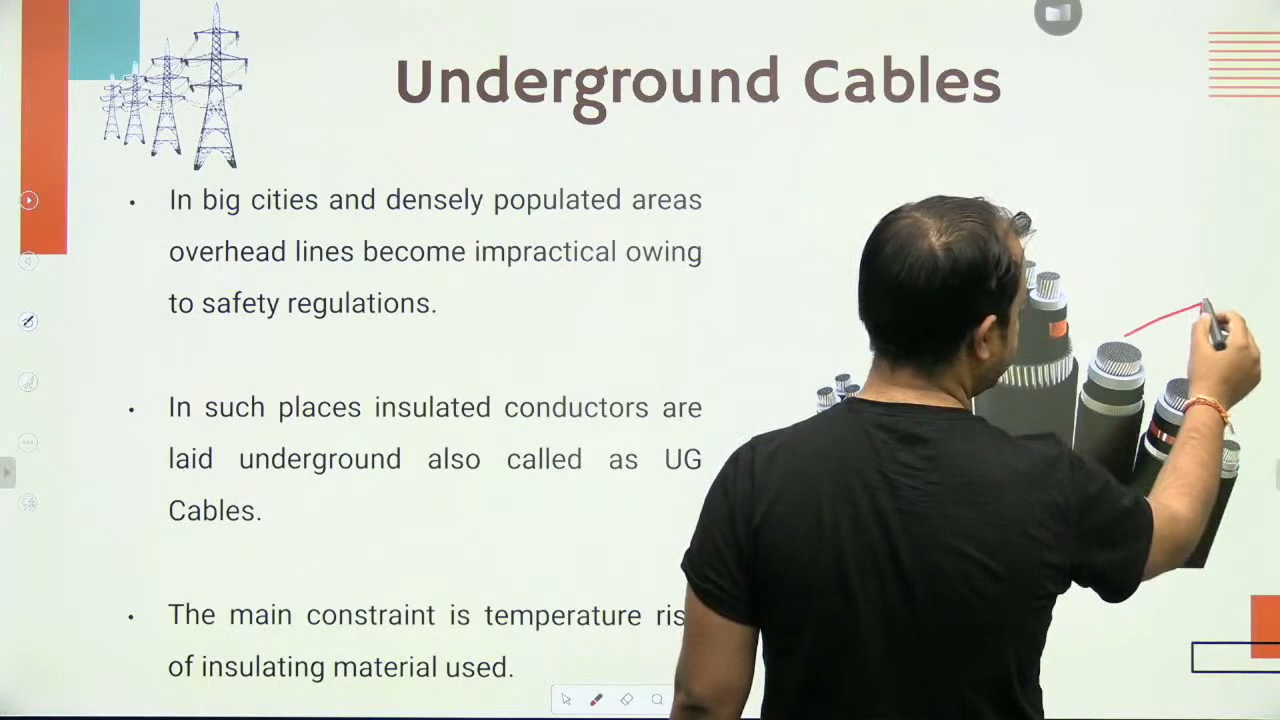 Underground Cables
• In big cities and densely populated areas
overhead lines become impractical owing
to safety regulations.
• In such places insulated conductors are
laid underground also called as UG
Cables.
• The main constraint is temperature ris
of insulating material used.